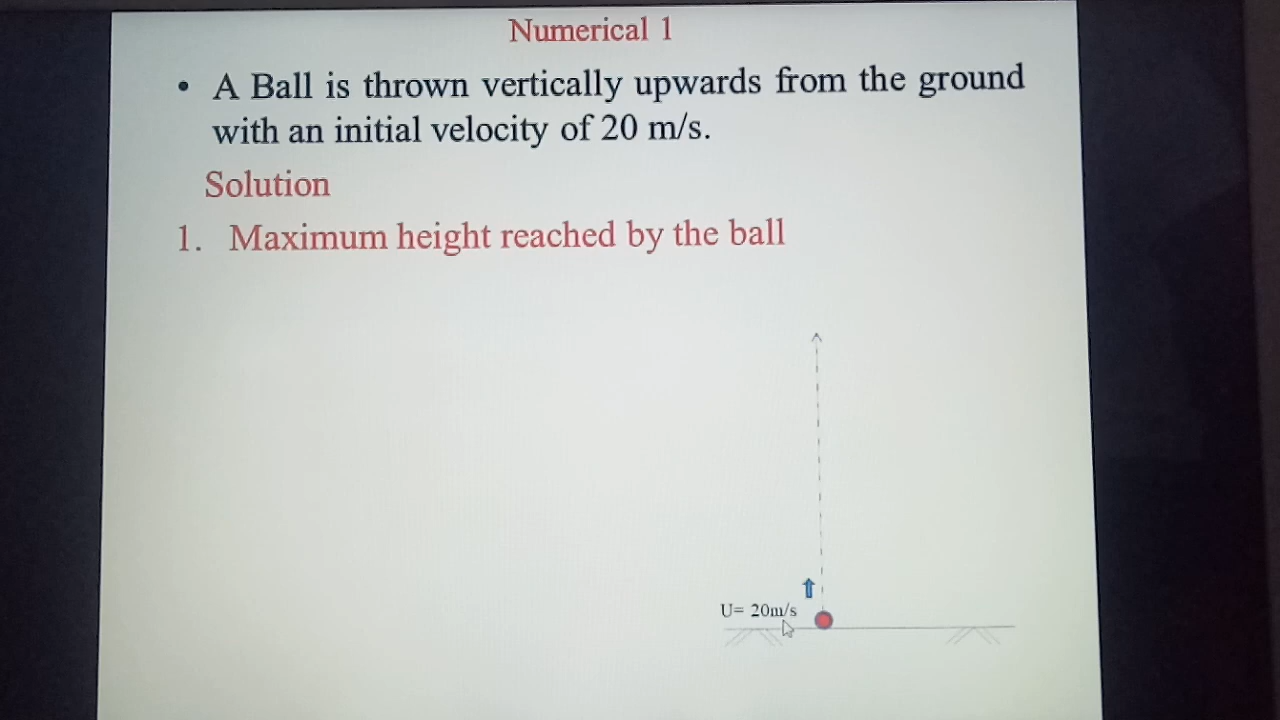 Numerical 1
• A Ball is thrown vertically upwards from the ground
with an initial velocity of 20 m/s.
Solution
1. Maximum height reached by the ball
U= 20m/s